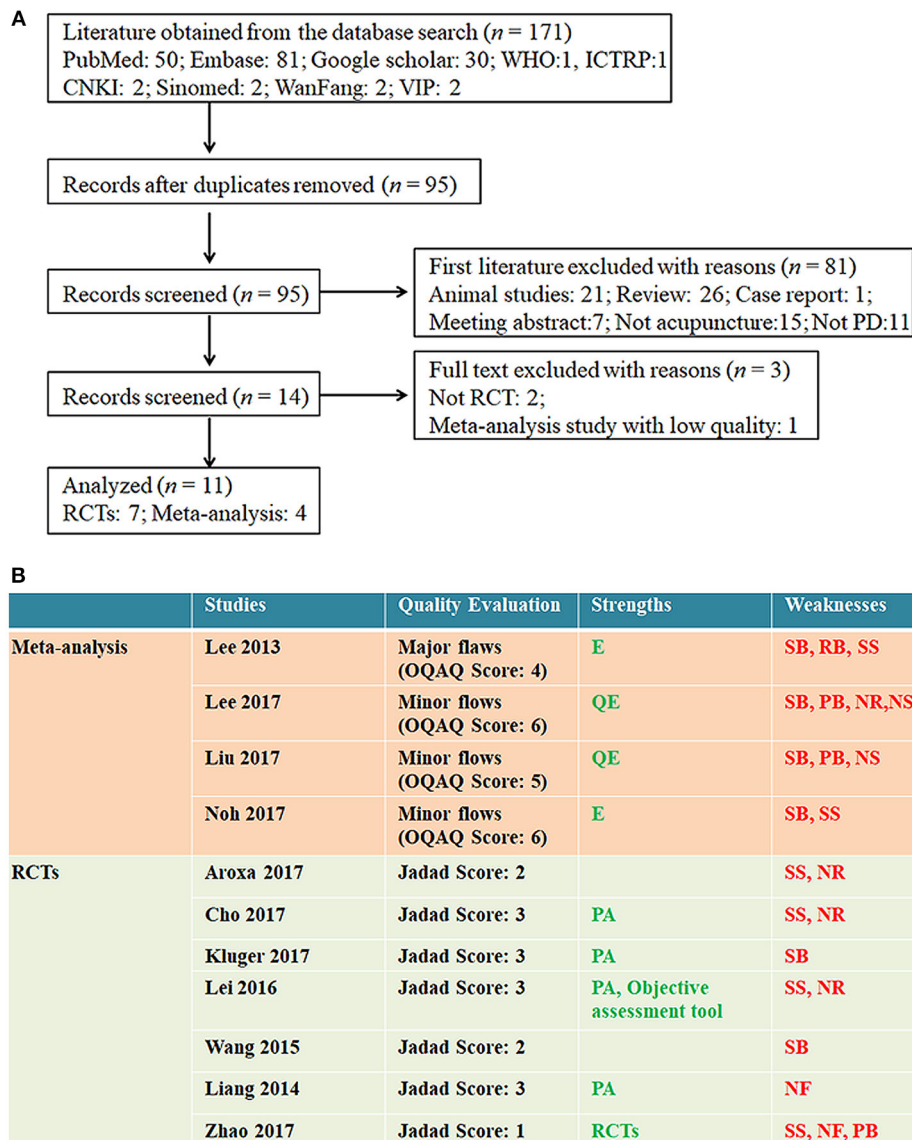 A
Literature obtained from the database search (n = 171)
PubMed: 50; Embase: 81; Google scholar: 30; WHO:1, ICTRP:1
CNKI: 2; Sinomed: 2; WanFang: 2; VIP: 2
Records after duplicates removed (n = 95)
Records screened (n = 95)
First literature excluded with reasons (n = 81)
Animal studies: 21; Review: 26; Case report: 1;
Meeting abstract:7; Not acupuncture:15; Not PD:11
Records screened (n = 14)
Full text excluded with reasons (n = 3)
Not RCT: 2;
Meta-analysis study with low quality: 1
Analyzed (n = 11)
RCTs: 7; Meta-analysis: 4
B
Studies Quality Evaluation Strengths Weaknesses
Meta-analysis Lee 2013 Major flaws E SB, RB, SS
(OQAQ Score: 4)
Lee 2017 Minor flows QE SB, PB, NR,NS
(OQAQ Score: 6)
Liu 2017 Minor flows QE SB, PB, NS
(OQAQ Score: 5)
Noh 2017 Minor flows E SB, SS
(OQAQ Score: 6)
RCTs Aroxa 2017 Jadad Score: 2 SS, NR
Cho 2017 Jadad Score: 3 PA SS, NR
Kluger 2017 Jadad Score: 3 PA SB
Lei 2016 Jadad Score: 3 PA, Objective SS, NR
assessment tool
Wang 2015 Jadad Score: 2 SB
Liang 2014 Jadad Score: 3 PA NF
Zhao 2017 Jadad Score: 1 RCTs SS, NF, PB